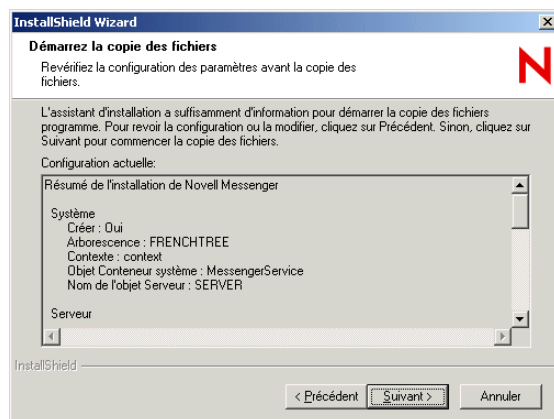 InstallShield Wizard
Démarrez la copie des fichiers
Revérifiez la configuration des paramètres avant la copie des
fichiers.
N
L'assistant d'installation a suffisamment d'information pour démarrer la copie des fichiers
programme. Pour revoir la configuration ou la modifier, cliquez sur Précédent. Sinon, cliquez sur
Suivant pour commencer la copie des fichiers.
Configuration actuelle:
Résumé de l'installation de Novell Messenger
Système
Créer : Oui
Arborescence : FRENCHTREE
Contexte : context
Objet Conteneur système : MessengerService
Nom de l'objet Serveur : SERVER
Serveur
InstallShield
< Précédent
Suivant >
Annuler